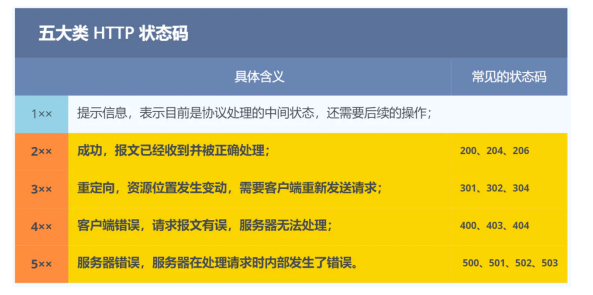 五大类 HTTP 状态码
具体含义 常见的状态码
1×× 提示信息，表示目前是协议处理的中间状态，还需要后续的操作；
2×× 成功，报文已经收到并被正确处理； 200、204、206
3×× 重定向，资源位置发生变动，需要客户端重新发送请求； 301、302、304
4×× 客户端错误，请求报文有误，服务器无法处理； 400、403、404
5×× 服务器错误，服务器在处理请求时内部发生了错误。 500、501、502、503